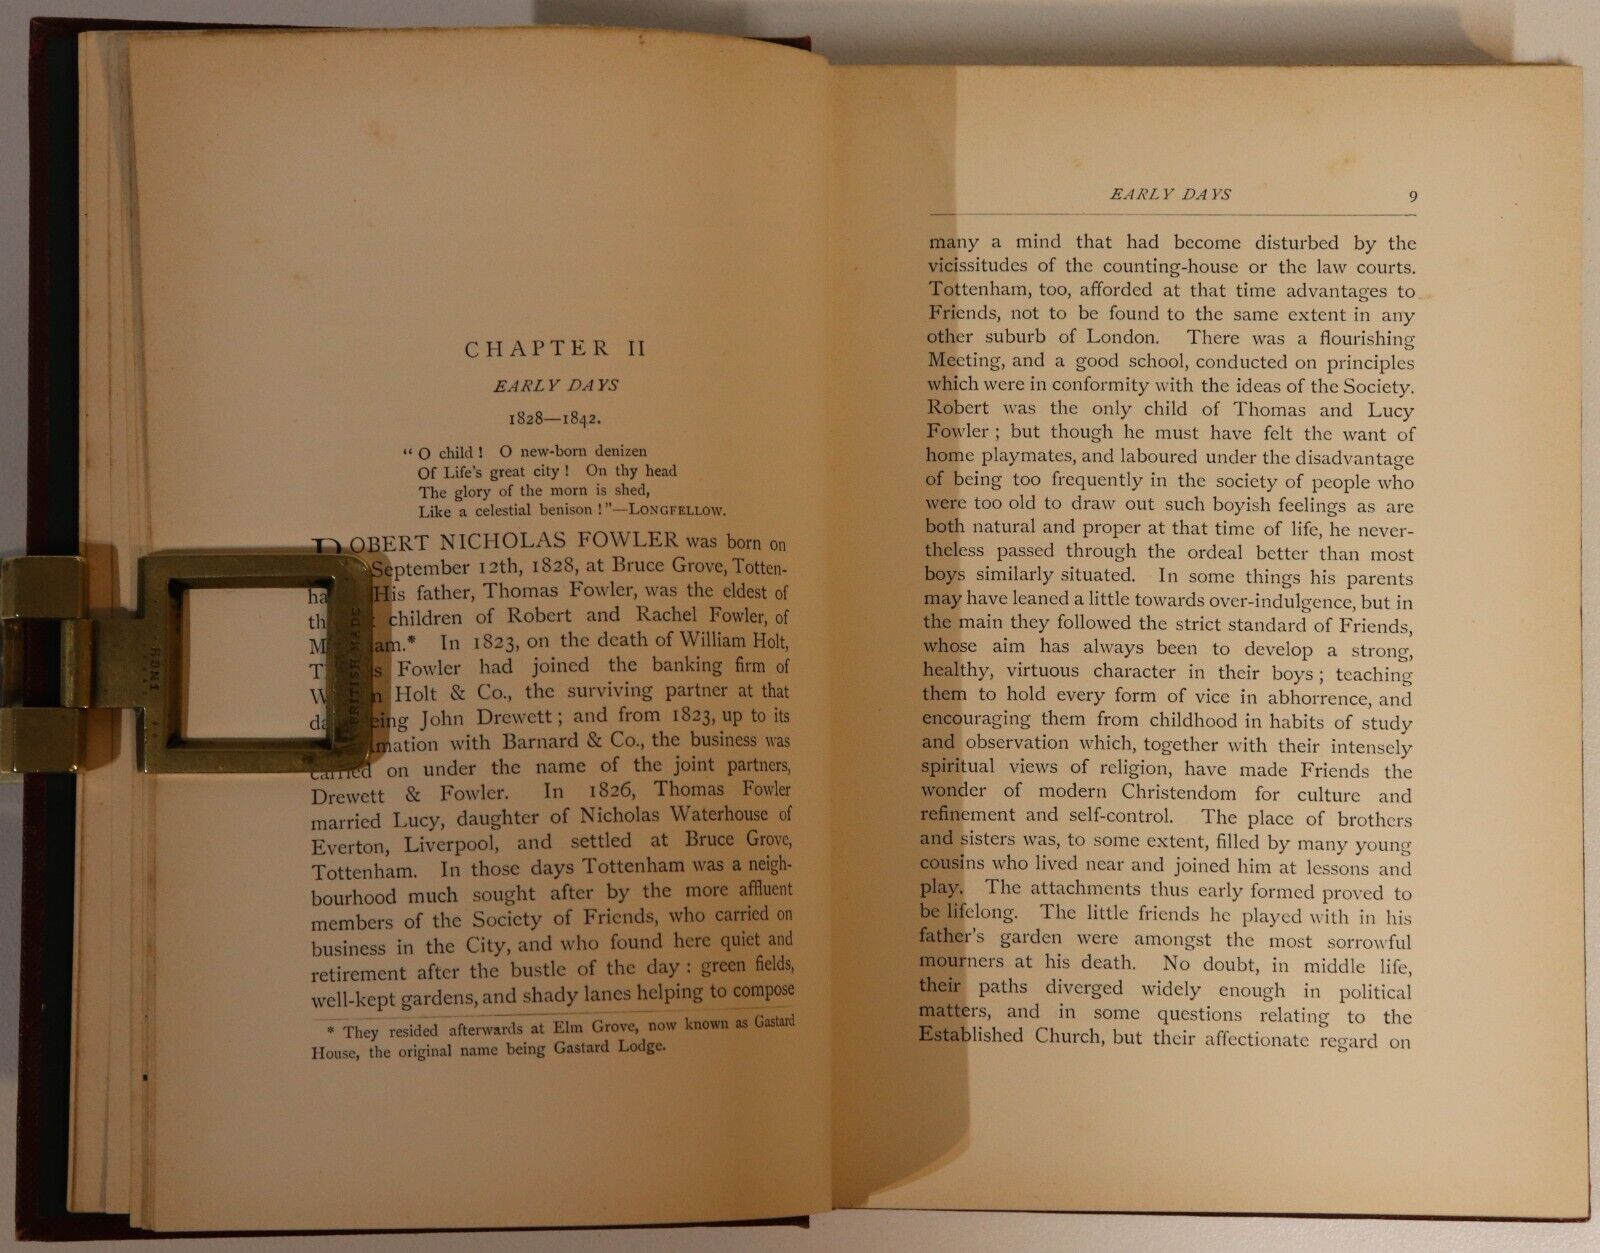 CHAPTER II
EARLY DAYS
1828—1842.
“ O child ! O new-born denizen
Of Life's great city ! On thy head
The glory of the morn is shed,
Like a celestial benison ! ”—LONGFELLOW.
ROBERT NICHOLAS FOWLER was born on
September 12th, 1828, at Bruce Grove, Totten-
His father, Thomas Fowler, was the eldest of
children of Robert and Rachel Fowler, of
In 1823, on the death of William Holt,
Fowler had joined the banking firm of
Holt & Co., the surviving partner at that
being John Drewett ; and from 1823, up to its
with Barnard & Co., the business was
carried on under the name of the joint partners,
Drewett & Fowler. In 1826, Thomas Fowler
married Lucy, daughter of Nicholas Waterhouse of
Everton, Liverpool, and settled at Bruce Grove,
Tottenham. In those days Tottenham was a neigh-
bourhood much sought after by the more affluent
members of the Society of Friends, who carried on
business in the City, and who found here quiet and
retirement after the bustle of the day : green fields,
well-kept gardens, and shady lanes helping to compose
* They resided afterwards at Elm Grove, now known as Gastard
House, the original name being Gastard Lodge.
BRITISH MADE
EARLY DAYS 9
many a mind that had become disturbed by the
vicissitudes of the counting-house or the law courts.
Tottenham, too, afforded at that time advantages to
Friends, not to be found to the same extent in any
other suburb of London. There was a flourishing
Meeting, and a good school, conducted on principles
which were in conformity with the ideas of the Society.
Robert was the only child of Thomas and Lucy
Fowler ; but though he must have felt the want of
home playmates, and laboured under the disadvantage
of being too frequently in the society of people who
were too old to draw out such boyish feelings as are
both natural and proper at that time of life, he never-
theless passed through the ordeal better than most
boys similarly situated. In some things his parents
may have leaned a little towards over-indulgence, but in
the main they followed the strict standard of Friends,
whose aim has always been to develop a strong,
healthy, virtuous character in their boys ; teaching
them to hold every form of vice in abhorrence, and
encouraging them from childhood in habits of study
and observation which, together with their intensely
spiritual views of religion, have made Friends the
wonder of modern Christendom for culture and
refinement and self-control. The place of brothers
and sisters was, to some extent, filled by many young
cousins who lived near and joined him at lessons and
play. The attachments thus early formed proved to
be lifelong. The little friends he played with in his
father's garden were amongst the most sorrowful
mourners at his death. No doubt, in middle life,
their paths diverged widely enough in political
matters, and in some questions relating to the
Established Church, but their affectionate regard on